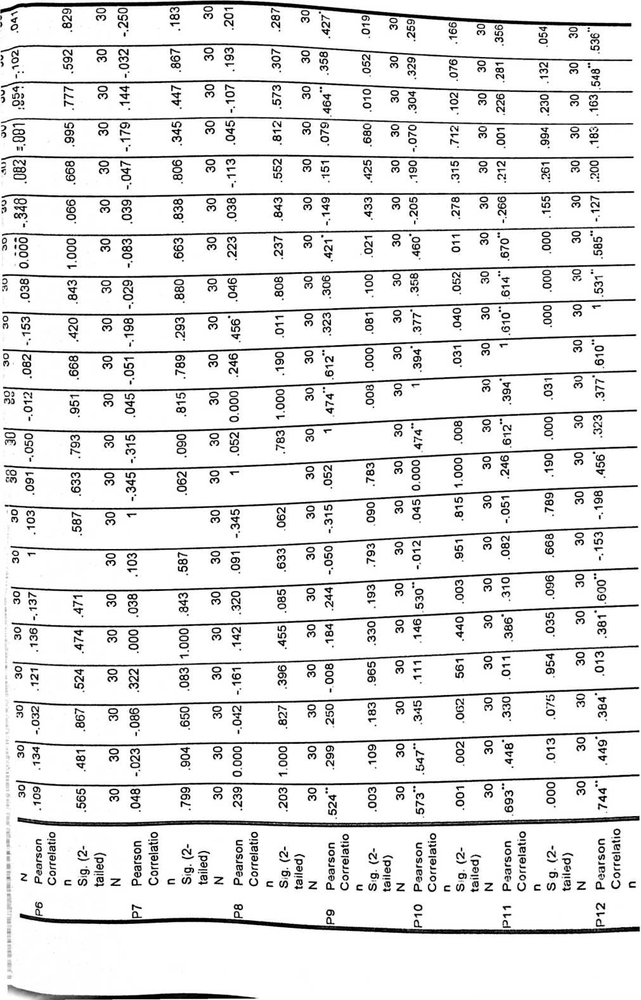 N 30 30 30 30 30 30 30 30 30 30 30 30 30 30 30 30 30 30
P6 Pearson .109 .134 -.032 .121 .136 -.137 1 .103 .091 -.050 -.012 .082 -.153 .038 0.000 -.340 .082 .054 -.102 .041
Correlatio
n
Sig. (2- .565 .481 .867 .524 .474 .471 .587 .633 .793 .951 .668 .420 .843 1.000 .066 .668 .995 .777 .592 .829
tailed)
N 30 30 30 30 30 30 30 30 30 30 30 30 30 30 30 30 30 30 30 30 30
P7 Pearson .048 -.023 -.086 .322 .000 .038 .103 1 -.345 -.315 .045 -.051 -.198 -.029 -.083 .039 -.047 -.179 .144 -.032 -.250
Correlatio
n
Sig. (2- .799 .904 .650 .083 1.000 .843 .587 .062 .090 .815 .789 .293 .880 .663 .838 .806 .345 .447 .867 .183
tailed)
N 30 30 30 30 30 30 30 30 30 30 30 30 30 30 30 30 30 30 30 30 30
P8 Pearson .239 0.000 -.042 -.161 .142 .320 .091 -.345 1 .052 0.000 .246 .456* .046 .223 .038 -.113 .045 -.107 .193 .201
Correlatio
n
Sig. (2- .203 1.000 .827 .396 .455 .085 .633 .062 .783 1.000 .190 .011 .808 .237 .843 .552 .812 .573 .307 .287
tailed)
N 30 30 30 30 30 30 30 30 30 30 30 30 30 30 30 30 30 30 30 30 30
P9 Pearson .524** .299 .250 -.008 .184 .244 -.050 -.315 .052 1 .474** .612** .323 .306 .421* -.149 .151 .079 .464** .358 .427*
Correlatio
n
Sig. (2- .003 .109 .183 .965 .330 .193 .793 .090 .783 .008 .000 .081 .100 .021 .433 .425 .680 .010 .052 .019
tailed)
N 30 30 30 30 30 30 30 30 30 30 30 30 30 30 30 30 30 30 30 30 30
P10 Pearson .573** .547** .345 .111 .146 .530** -.012 .045 0.000 .474** 1 .394* .377* .358 .460* -.205 .190 -.070 .304 .329 .259
Correlatio
n
Sig. (2- .001 .002 .062 561 .440 .003 .951 .815 1.000 .008 .031 .040 .052 011 .278 .315 .712 .102 .076 .166
tailed)
N 30 30 30 30 30 30 30 30 30 30 30 30 30 30 30 30 30 30 30 30 30
P11 Pearson .693** .448* .330 .011 .386* .310 .082 -.051 .246 .612** .394* 1 .610** .614** .670** -.266 .212 .001 .226 .281 .356
Correlatio
n
S g. (2- .000 .013 .075 .954 .035 .096 .668 .789 .190 .000 .031 .000 .000 .000 .155 .261 .994 .230 .132 .054
tailed)
N 30 30 30 30 30 30 30 30 30 30 30 30 30 30 30 30 30 30 30 30 30
P12 Pearson .744** .449* .384* .013 .381* .600** -.153 -.198 .456* .323 .377* .610** 1 .531** .585** -.127 .200 .183 .163 .548** .536**
Correlatio
n